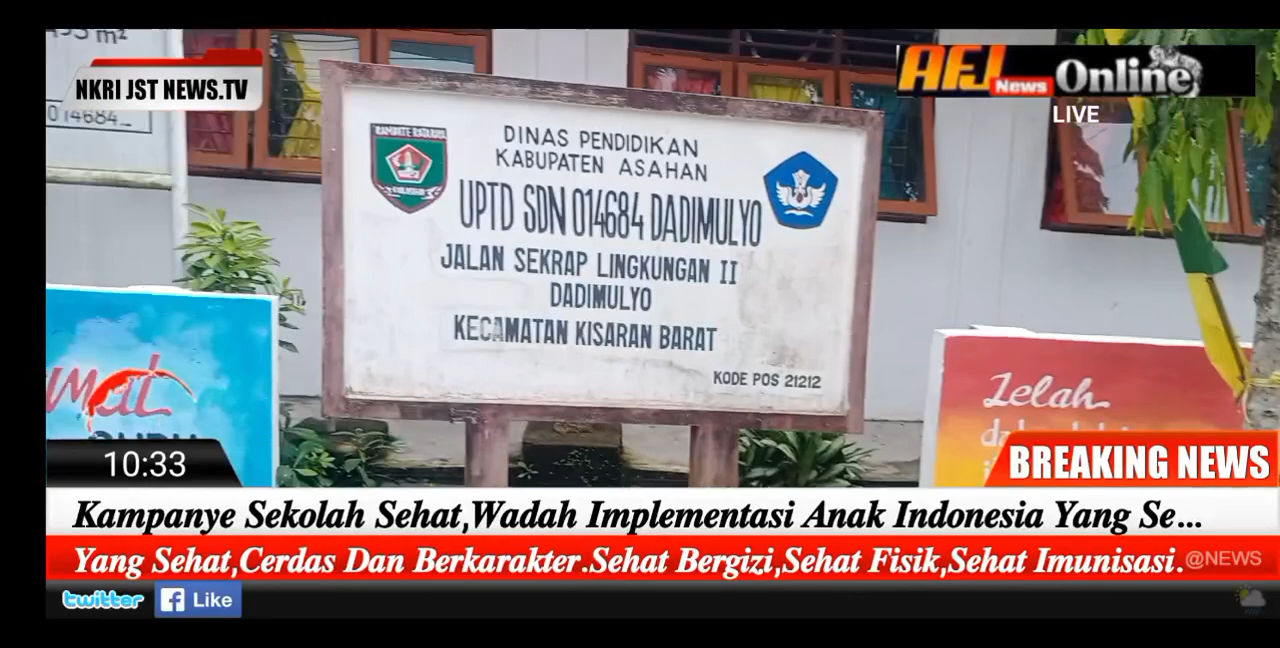 NKRI JST NEWS.TV
AFJ News Online
LIVE
014684
DINAS PENDIDIKAN
KABUPATEN ASAHAN
UPTD SDN 014684 DADIMULYO
JALAN SEKRAP LINGKUNGAN II
DADIMULYO
KECAMATAN KISARAN BARAT
KODE POS 21212
Zelah
10:33
BREAKING NEWS
Kampanye Sekolah Sehat,Wadah Implementasi Anak Indonesia Yang Se...
Yang Sehat,Cerdas Dan Berkarakter.Sehat Bergizi,Sehat Fisik,Sehat Imunisasi.
@NEWS
twitter
f Like